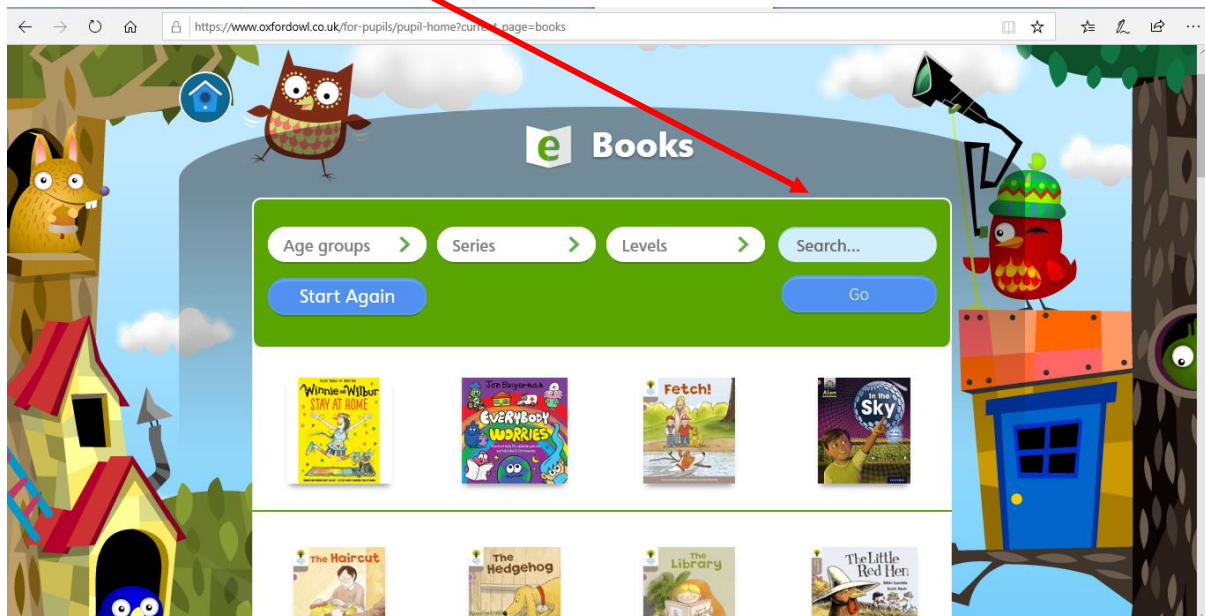 https://www.oxfordowl.co.uk/for-pupils/pupil-home?current_page=books
e Books
Age groups
Series
Levels
Search...
Start Again
Go
Winnie and Wilbur
STAY AT HOME
Fetch!
EVERYBODY
WORRIES
In the
Sky
The Haircut
The
Hedgehog
The
Library
The Little
Red Hen